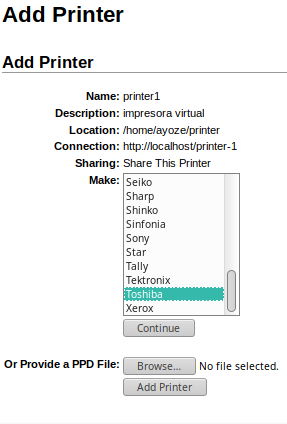 Add Printer
Add Printer
Name: printer1
Description: impresora virtual
Location: /home/ayoze/printer
Connection: http://localhost/printer-1
Sharing: Share This Printer
Make:
Seiko
Sharp
Shinko
Sinfonia
Sony
Star
Tally
Tektronix
Toshiba
Xerox
Continue
Or Provide a PPD File: Browse... No file selected.
Add Printer